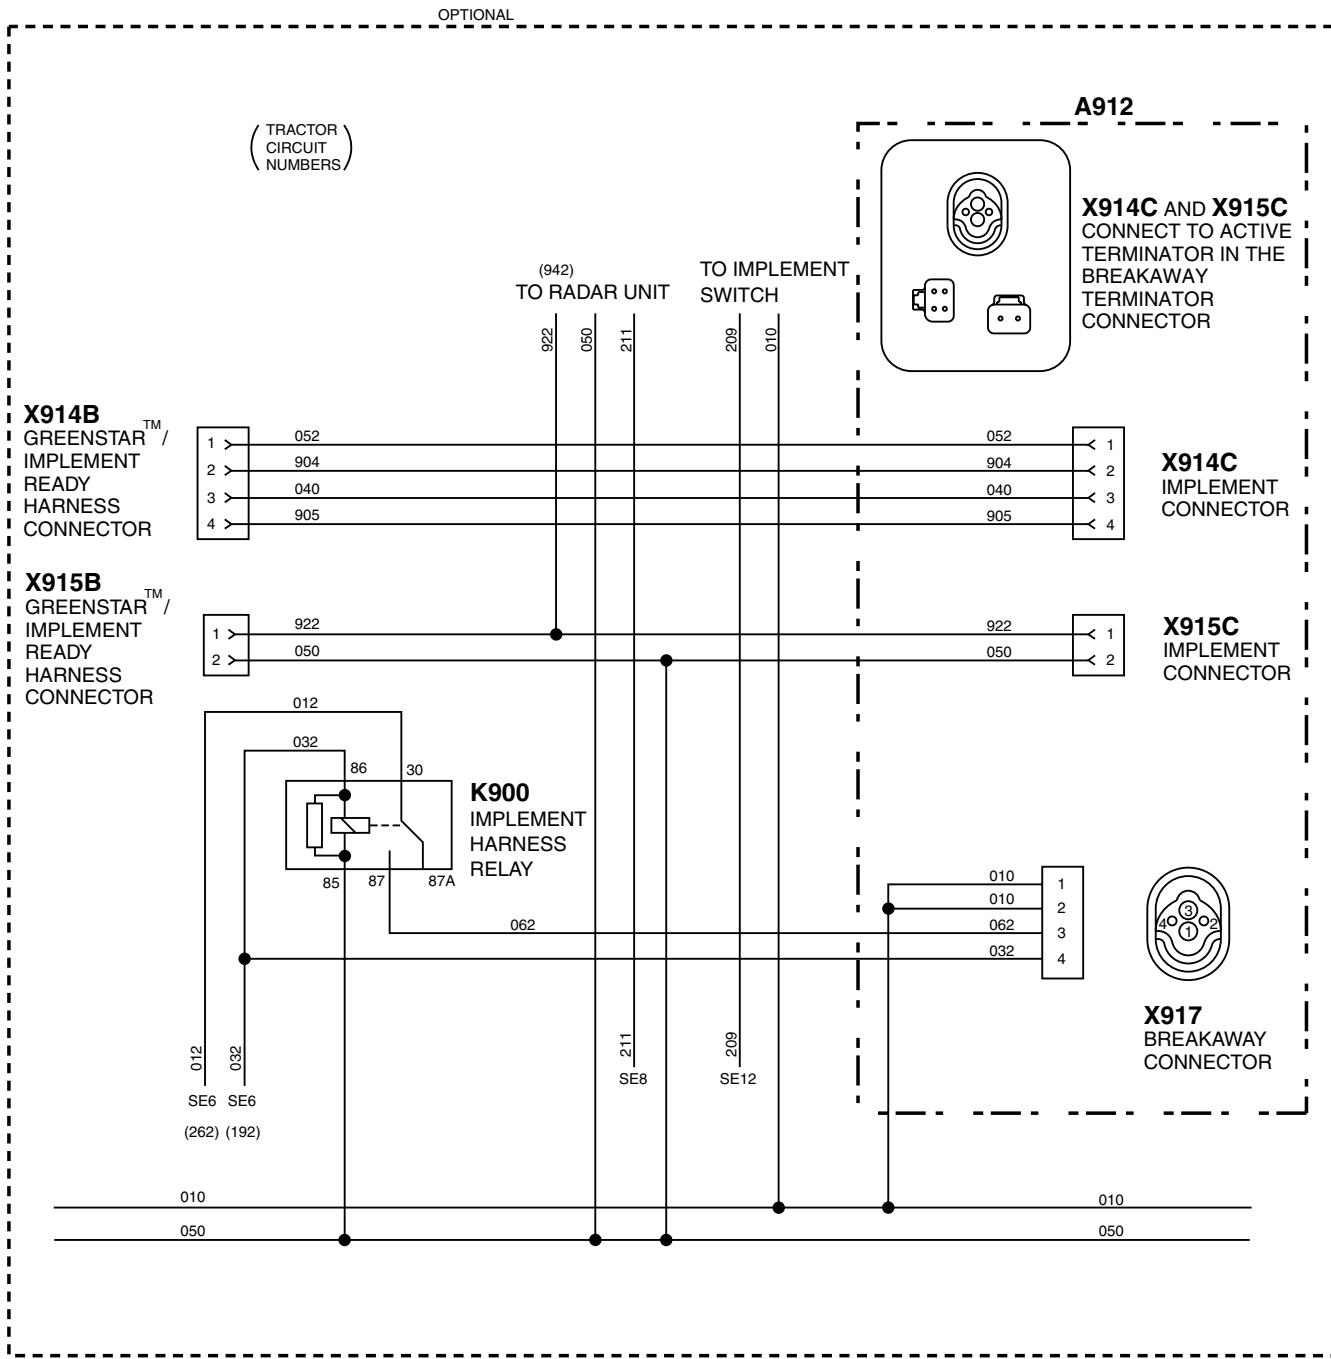 OPTIONAL
A912
TRACTOR
CIRCUIT
NUMBERS
X914C AND X915C
CONNECT TO ACTIVE
TERMINATOR IN THE
BREAKAWAY
TERMINATOR
CONNECTOR
(942)
TO RADAR UNIT
TO IMPLEMENT
SWITCH
922
050
211
209
010
X914B
GREENSTAR™/
IMPLEMENT
READY
HARNESS
CONNECTOR
1 052 052 1
2 904 904 2
3 040 040 3
4 905 905 4
X914C
IMPLEMENT
CONNECTOR
X915B
GREENSTAR™/
IMPLEMENT
READY
HARNESS
CONNECTOR
1 922 922 1
2 050 050 2
X915C
IMPLEMENT
CONNECTOR
012
032
86 30
K900
IMPLEMENT
HARNESS
RELAY
85 87 87A
010 1
010 2
062 062 3
032 4
3
4 2
1
X917
BREAKAWAY
CONNECTOR
012
032
211
209
SE6 SE6
SE8
SE12
(262) (192)
010 010
050 050